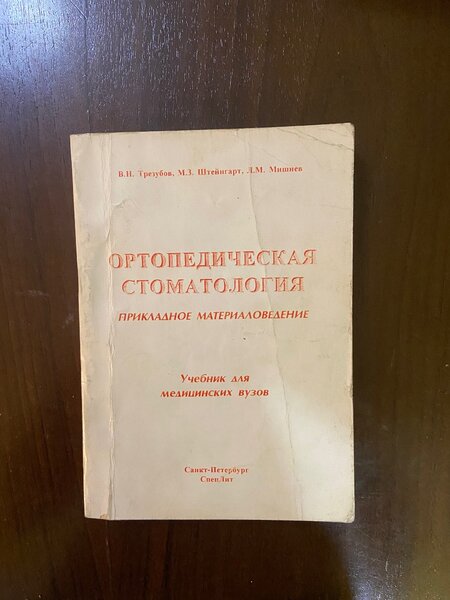 В.Н. Трезубов, М.З. Штейнгарт, Л.М. Мишнев
ОРТОПЕДИЧЕСКАЯ
СТОМАТОЛОГИЯ
ПРИКЛАДНОЕ МАТЕРИАЛОВЕДЕНИЕ
Учебник для
медицинских вузов
Санкт-Петербург
СпецЛит